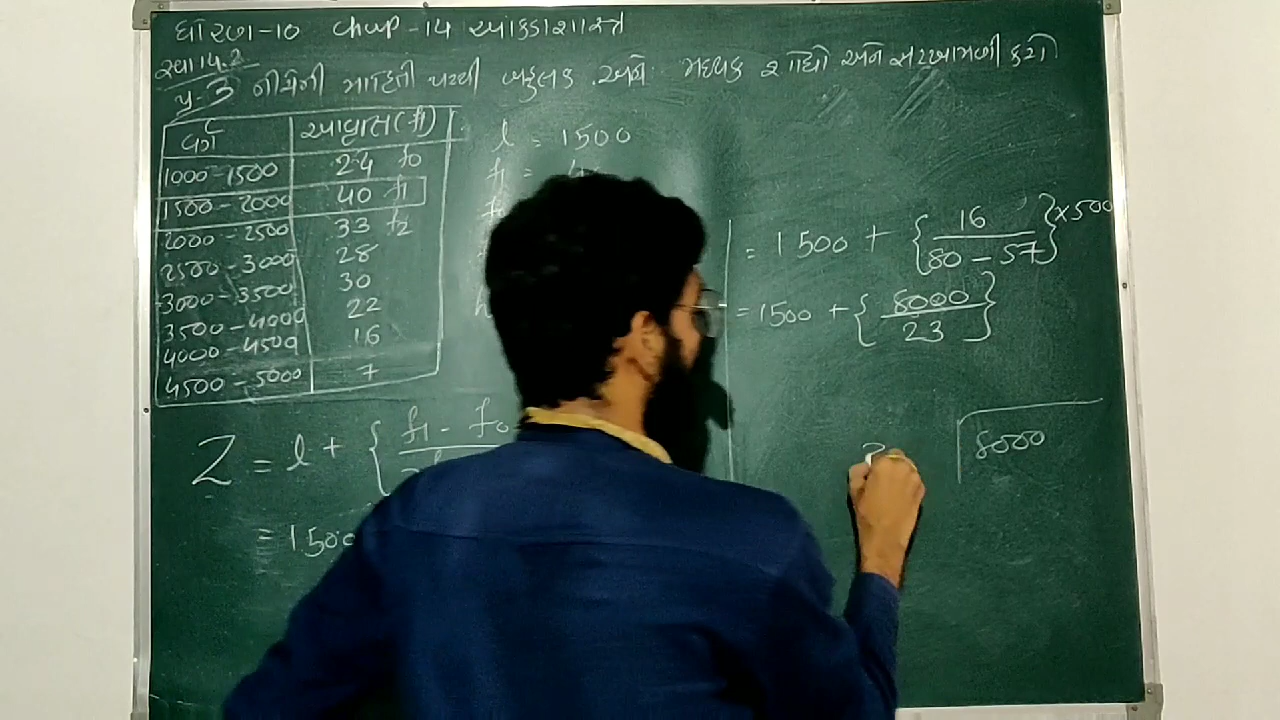 ધોરણ-10 chap-14 આંકડાશાસ્ત્ર
સ્વા 14.2
પ્ર-3 નીચેની માહિતી પરથી બહુલક અને મધ્યક શોધો અને સરખામણી કરો
વર્ગ આવૃત્તિ(fi)
1000-1500 24 f0
1500-2000 40 f1
2000-2500 33 f2
2500-3000 28
3000-3500 30
3500-4000 22
4000-4500 16
4500-5000 7
l = 1500
f1 =
Z = l + { f1 - f0
= 1500
= 1500 + { 16 / 80 - 57 } x 500
= 1500 + { 8000 / 23 }
8000